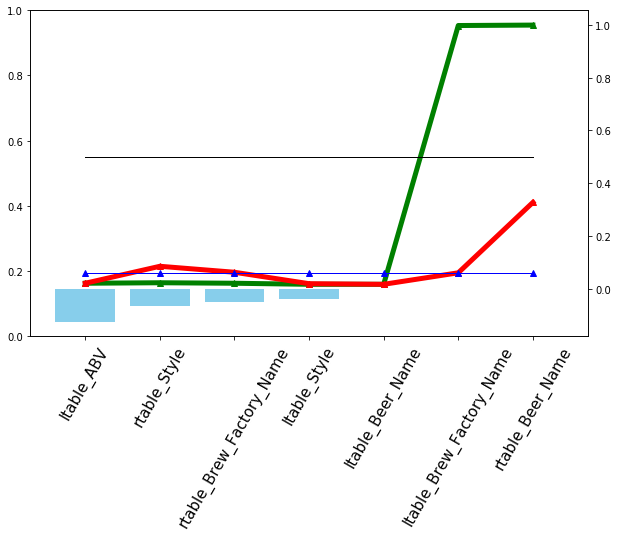 1.0
0.8
0.6
0.4
0.2
0.0
1.0
0.8
0.6
0.4
0.2
0.0
ltable_ABV
rtable_Style
rtable_Brew_Factory_Name
ltable_Style
ltable_Beer_Name
ltable_Brew_Factory_Name
rtable_Beer_Name